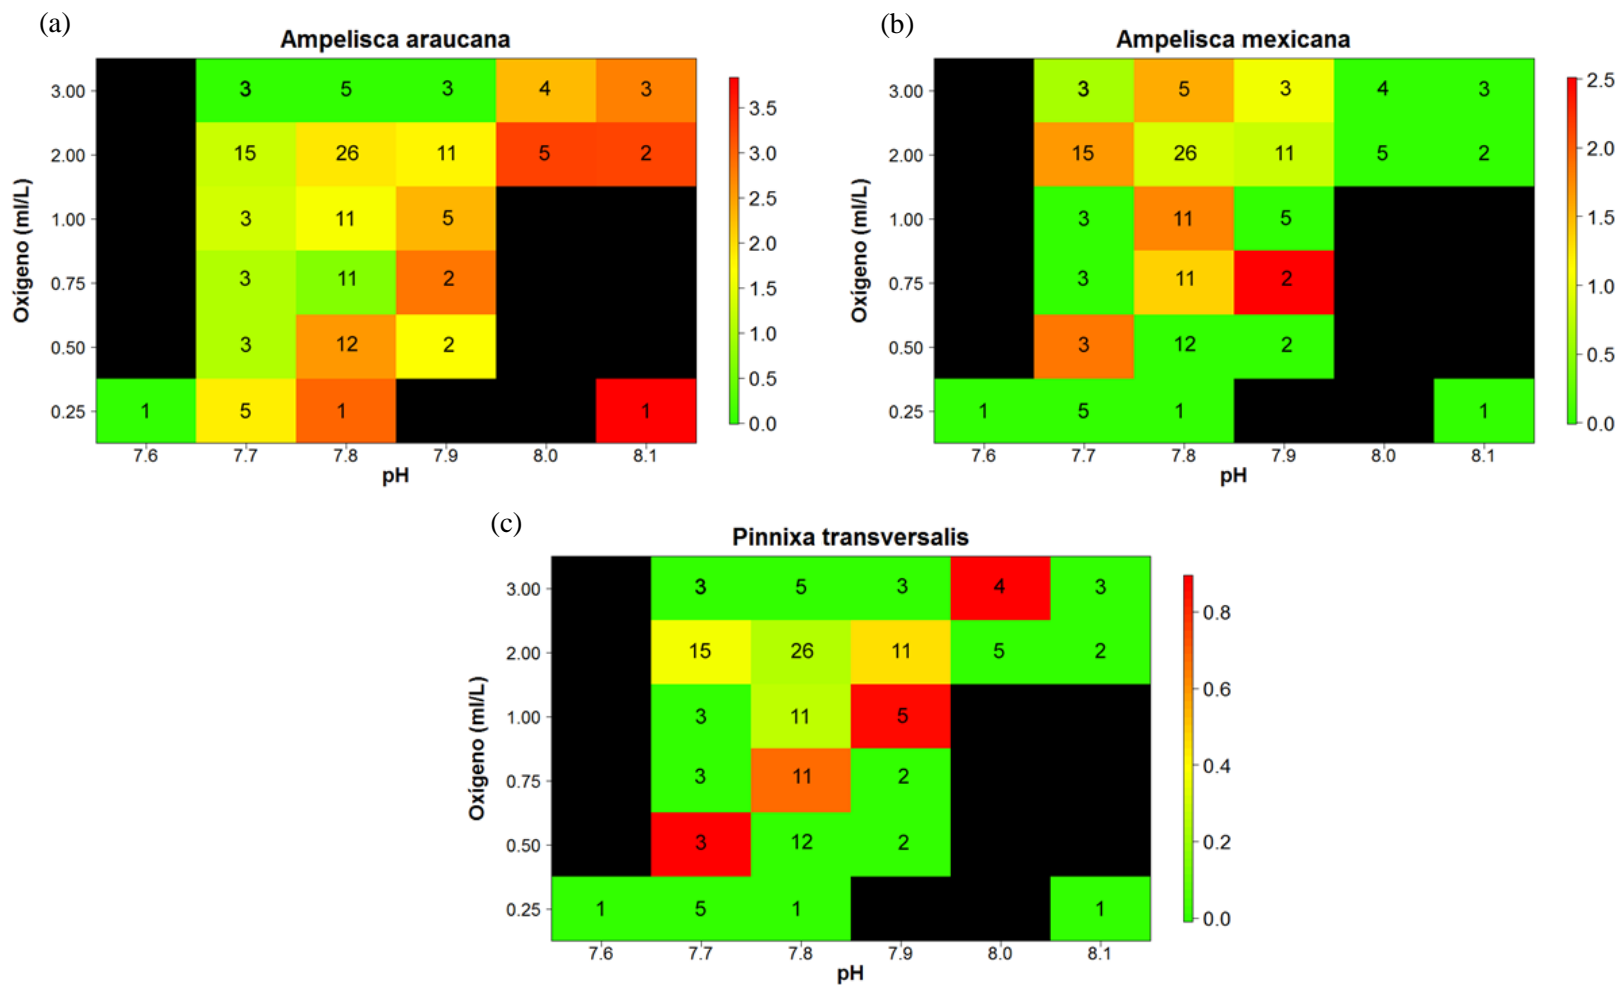 (a)
Ampelisca araucana
3.00 3 5 3 4 3
2.00 15 26 11 5 2
1.00 3 11 5
0.75 3 11 2
0.50 3 12 2
0.25 1 5 1 1
7.6 7.7 7.8 7.9 8.0 8.1
pH
Oxígeno (ml/L)
3.5
3.0
2.5
2.0
1.5
1.0
0.5
0.0
(b)
Ampelisca mexicana
3.00 3 5 3 4 3
2.00 15 26 11 5 2
1.00 3 11 5
0.75 3 11 2
0.50 3 12 2
0.25 1 5 1 1
7.6 7.7 7.8 7.9 8.0 8.1
pH
Oxígeno (ml/L)
2.5
2.0
1.5
1.0
0.5
0.0
(c)
Pinnixa transversalis
3.00 3 5 3 4 3
2.00 15 26 11 5 2
1.00 3 11 5
0.75 3 11 2
0.50 3 12 2
0.25 1 5 1 1
7.6 7.7 7.8 7.9 8.0 8.1
pH
Oxígeno (ml/L)
0.8
0.6
0.4
0.2
0.0